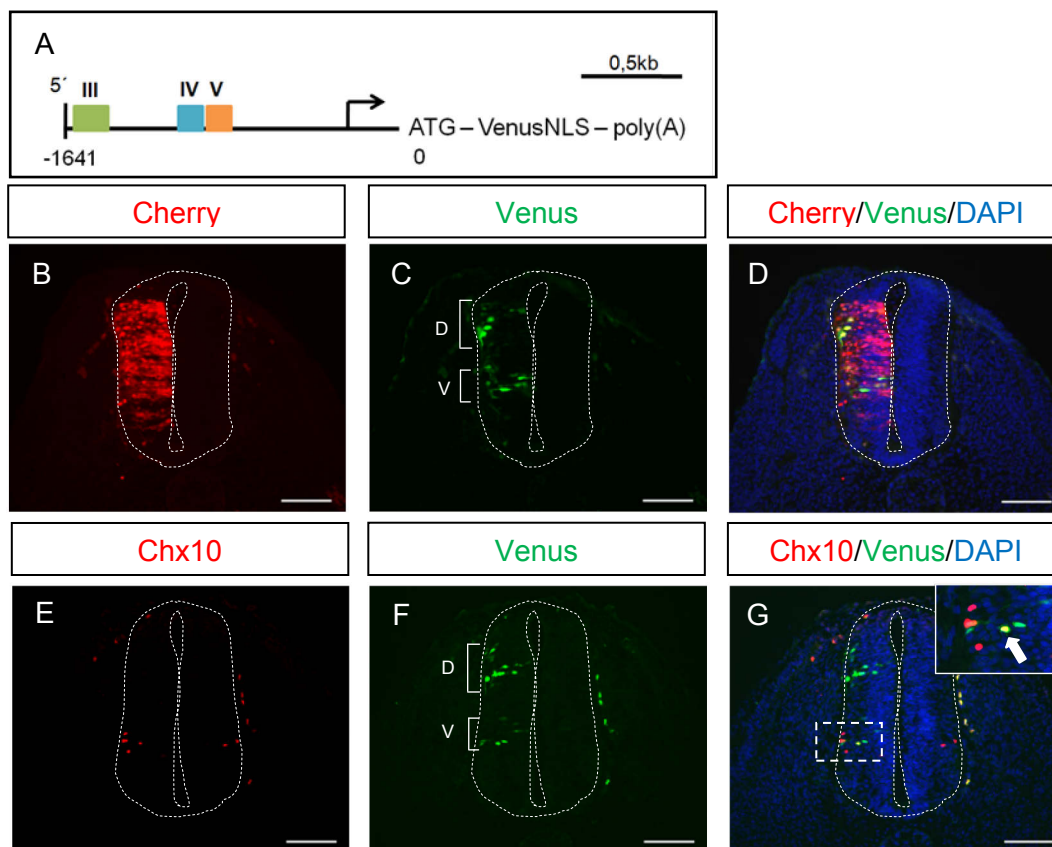 A
0,5kb
5´
III
IV
V
ATG – VenusNLS – poly(A)
-1641
0
Cherry
Venus
Cherry/Venus/DAPI
B
C
D
D
V
Chx10
Venus
Chx10/Venus/DAPI
E
F
G
D
V